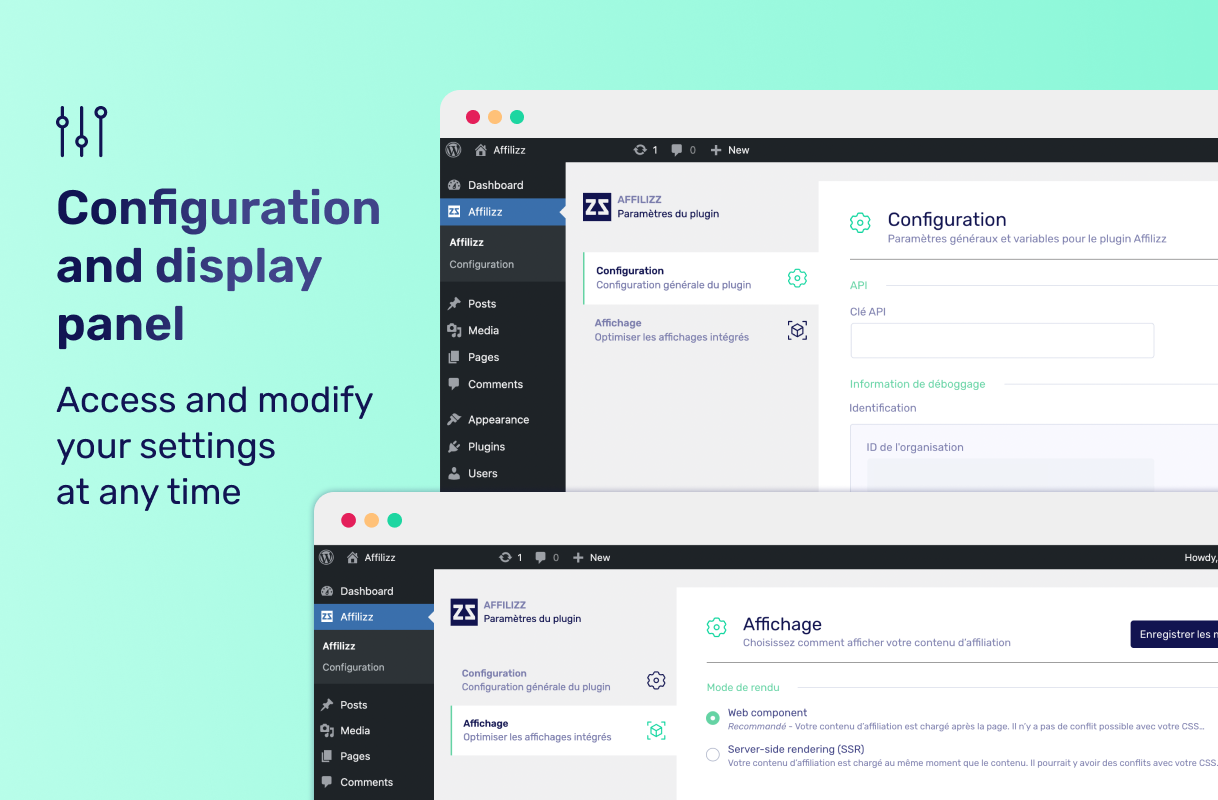 Configuration
and display
panel
Access and modify
your settings
at any time
Affilizz
1
0
New
Dashboard
Affilizz
Affilizz
Configuration
Posts
Media
Pages
Comments
Appearance
Plugins
Users
AFFILIZZ
Paramètres du plugin
Configuration
Configuration générale du plugin
Affichage
Optimiser les affichages intégrés
Configuration
Paramètres généraux et variables pour le plugin Affilizz
API
Clé API
Information de déboggage
Identification
ID de l'organisation
Affilizz
1
0
New
Howdy,
Dashboard
Affilizz
Affilizz
Configuration
Posts
Media
Pages
Comments
AFFILIZZ
Paramètres du plugin
Configuration
Configuration générale du plugin
Affichage
Optimiser les affichages intégrés
Affichage
Choisissez comment afficher votre contenu d'affiliation
Enregistrer les
Mode de rendu
Web component
Recommandé - Votre contenu d'affiliation est chargé après la page. Il n'y a pas de conflit possible avec votre CSS...
Server-side rendering (SSR)
Votre contenu d'affiliation est chargé au même moment que le contenu. Il pourrait y avoir des conflits avec votre CSS.